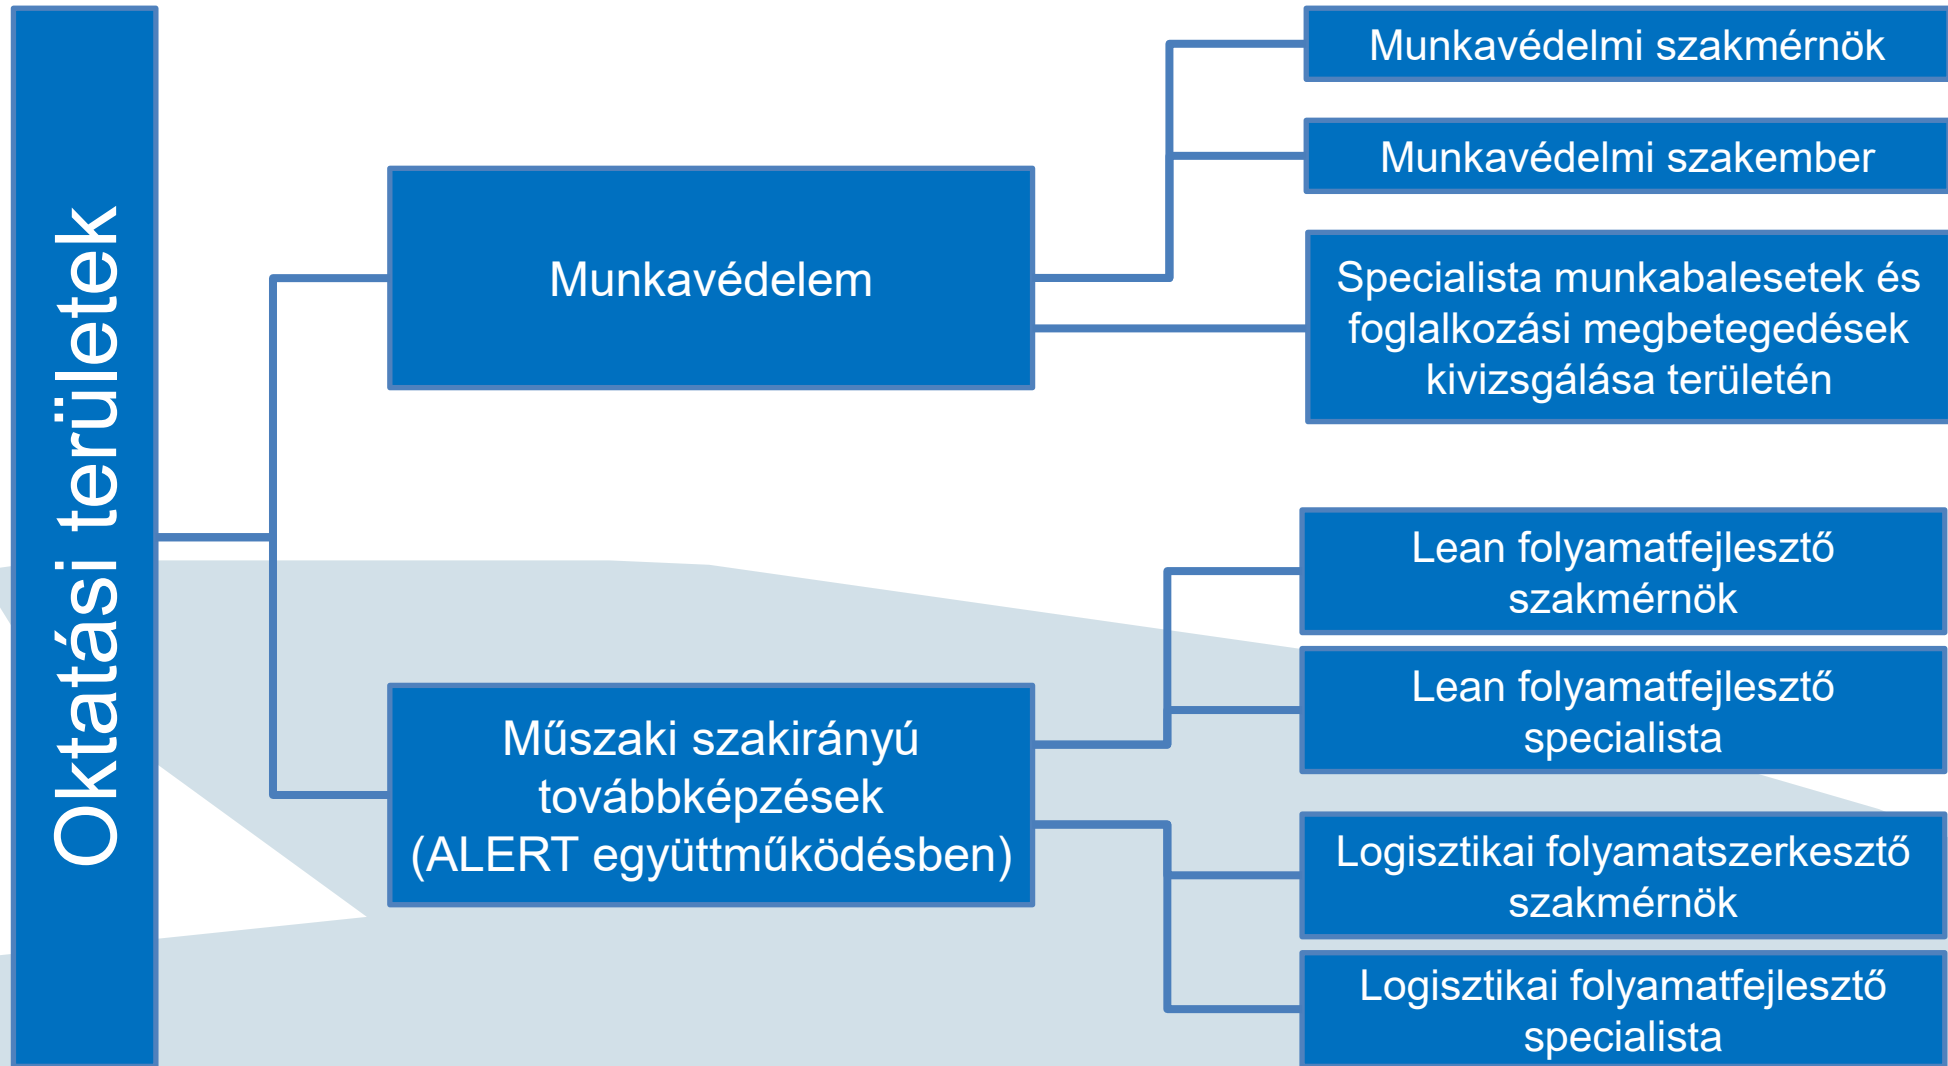 Oktatási területek
Munkavédelem
Munkavédelmi szakmérnök
Munkavédelmi szakember
Specialista munkabalesetek és
foglalkozási megbetegedések
kivizsgálása területén
Műszaki szakirányú
továbbképzések
(ALERT együttműködésben)
Lean folyamatfejlesztő
szakmérnök
Lean folyamatfejlesztő
specialista
Logisztikai folyamatszerkesztő
szakmérnök
Logisztikai folyamatfejlesztő
specialista